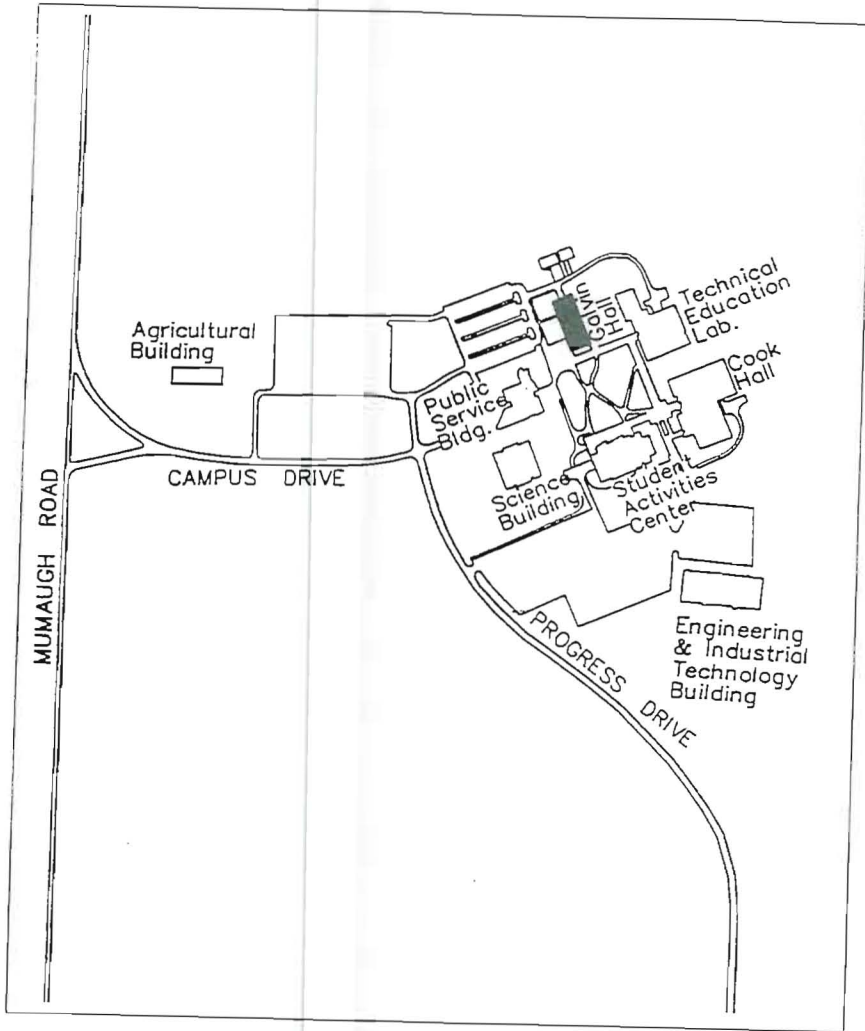 Agricultural
Building
Galvin
Hall
Technical
Education
Lab.
Cook
Hall
Public
Service
Bldg.
CAMPUS DRIVE
Science
Building
Student
Activities
Center
MUMAUGH ROAD
Engineering
& Industrial
Technology
Building
PROGRESS DRIVE